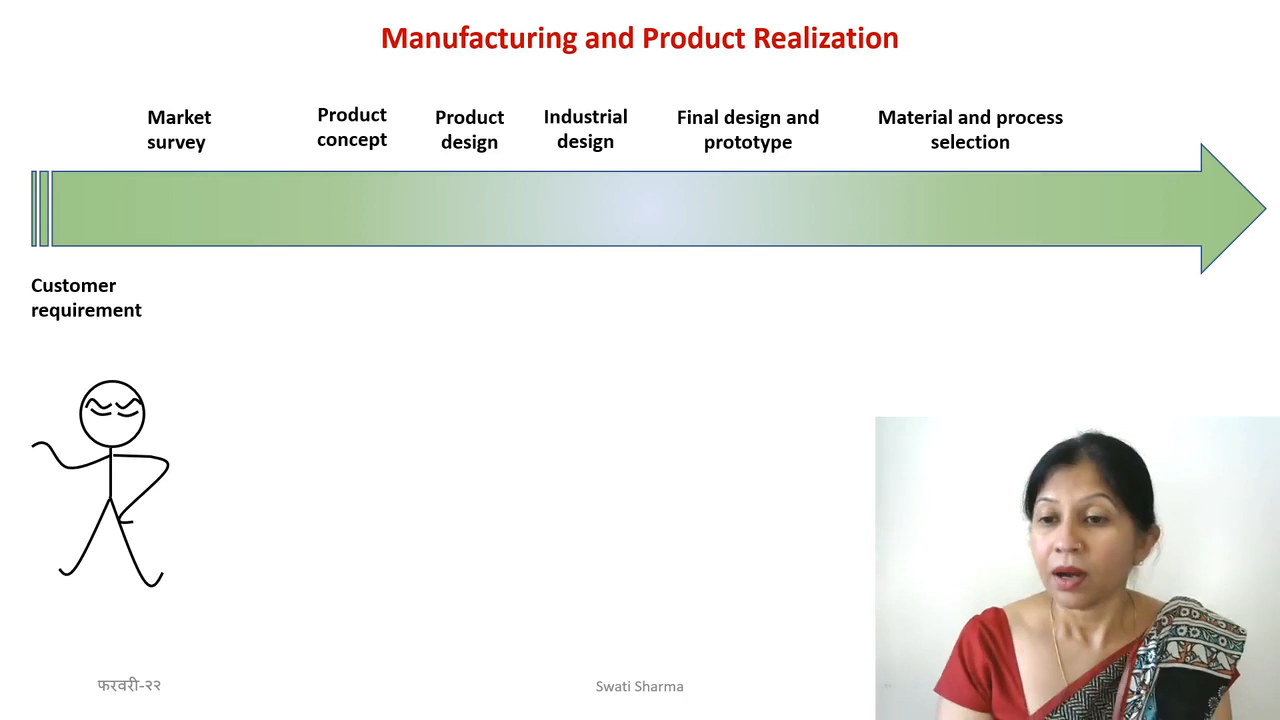 Manufacturing and Product Realization
Market
survey
Product
concept
Product
design
Industrial
design
Final design and
prototype
Material and process
selection
Customer
requirement
फरवरी-२२
Swati Sharma